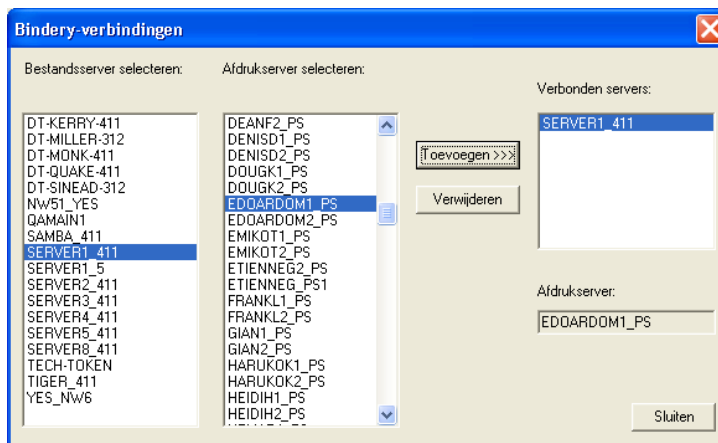 Bindery-verbindingen
Bestandsserver selecteren:
DT-KERRY-411
DT-MILLER-312
DT-MONK-411
DT-QUAKE-411
DT-SINEAD-312
NW51_YES
QAMAIN1
SAMBA_411
SERVER1_411
SERVER1_5
SERVER2_411
SERVER3_411
SERVER4_411
SERVER5_411
SERVER8_411
TECH-TOKEN
TIGER_411
YES_NW6
Afdrukserver selecteren:
DEANF2_PS
DENISD1_PS
DENISD2_PS
DOUGK1_PS
DOUGK2_PS
EDOARDOM1_PS
EDOARDOM2_PS
EMIKOT1_PS
EMIKOT2_PS
ETIENNEG2_PS
ETIENNEG_PS1
FRANKL1_PS
FRANKL2_PS
GIAN1_PS
GIAN2_PS
HARUKOK1_PS
HARUKOK2_PS
HEIDIH1_PS
HEIDIH2_PS
Toevoegen >>>
Verwijderen
Verbonden servers:
SERVER1_411
Afdrukserver:
EDOARDOM1_PS
Sluiten